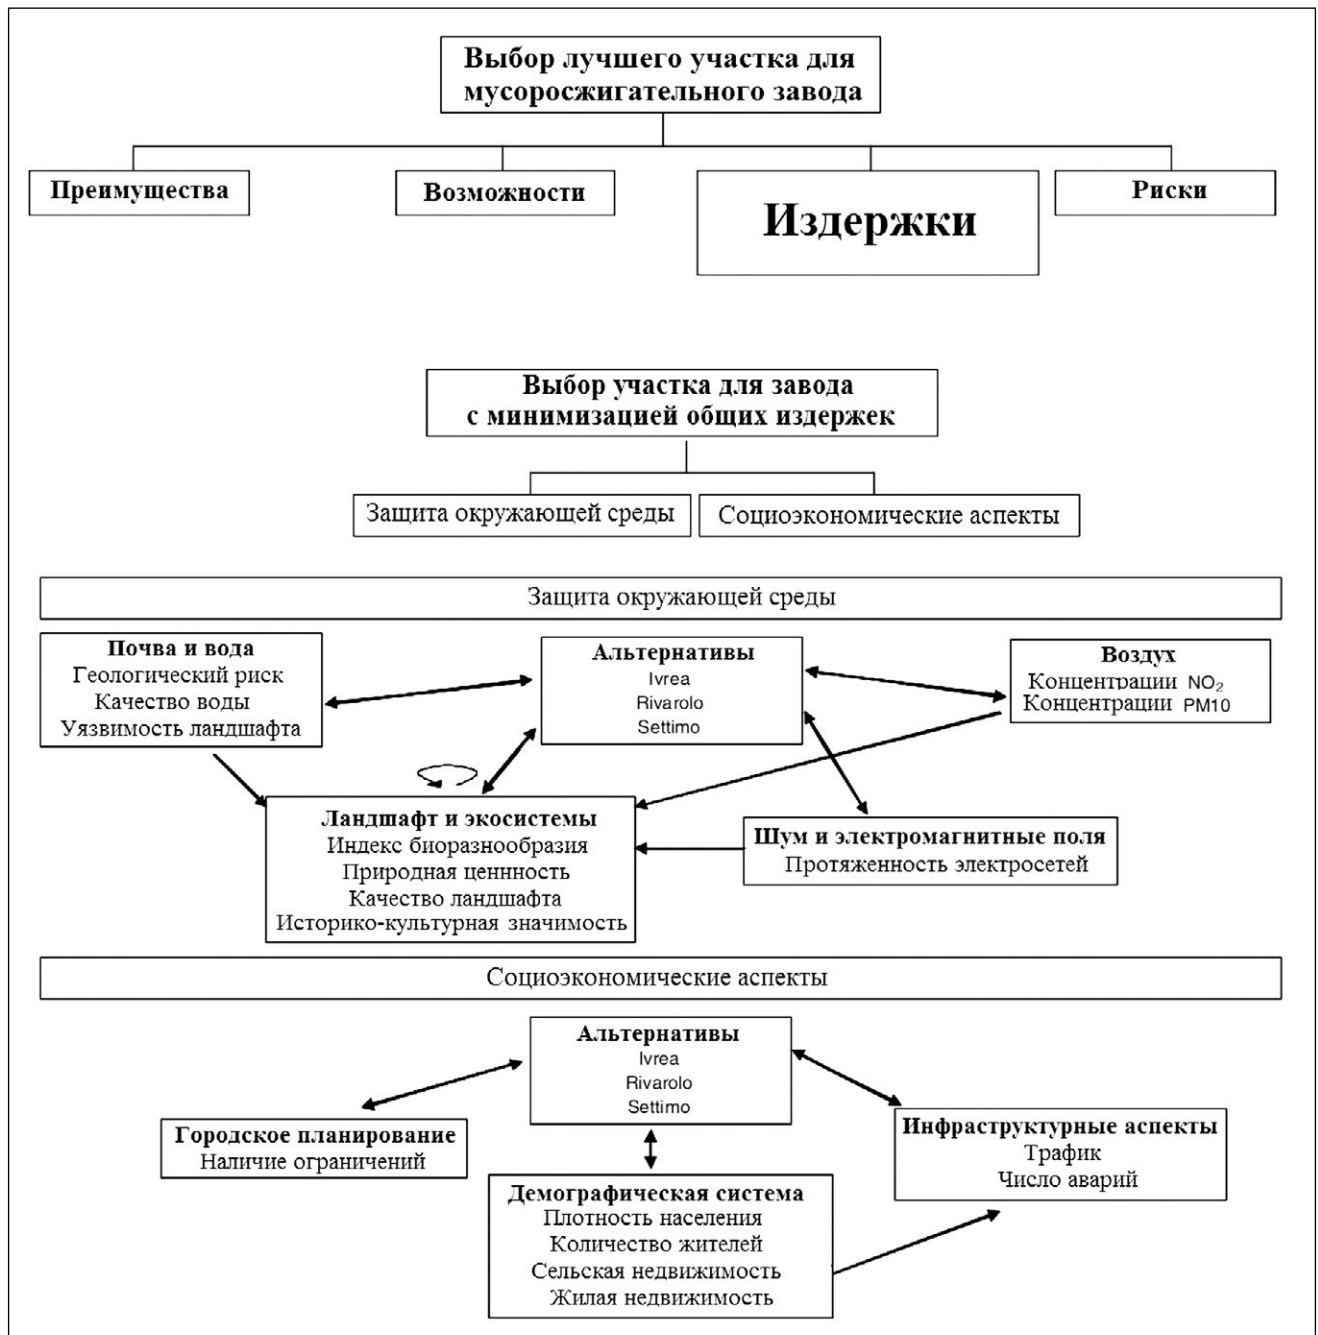 Выбор лучшего участка для
мусоросжигательного завода
Преимущества
Возможности
Издержки
Риски
Выбор участка для завода
с минимизацией общих издержек
Защита окружающей среды
Социоэкономические аспекты
Защита окружающей среды
Почва и вода
Геологический риск
Качество воды
Уязвимость ландшафта
Альтернативы
Ivrea
Rivarolo
Settimo
Воздух
Концентрации NO₂
Концентрации PM10
Ландшафт и экосистемы
Индекс биоразнообразия
Природная ценнность
Качество ландшафта
Историко-культурная значимость
Шум и электромагнитные поля
Протяженность электросетей
Социоэкономические аспекты
Альтернативы
Ivrea
Rivarolo
Settimo
Городское планирование
Наличие ограничений
Инфраструктурные аспекты
Трафик
Число аварий
Демографическая система
Плотность населения
Количество жителей
Сельская недвижимость
Жилая недвижимость